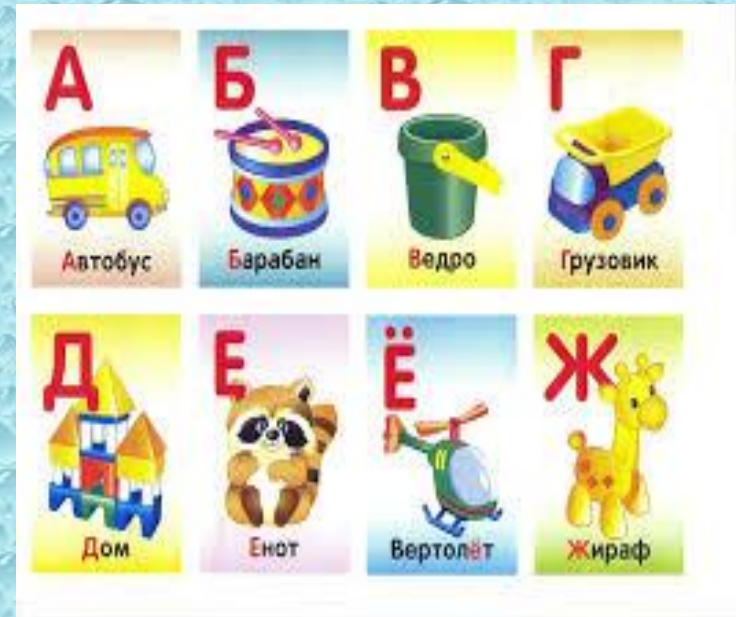 А Б В Г
Автобус Барабан Ведро Грузовик
Д Е Ё Ж
Дом Енот Вертолёт Жираф